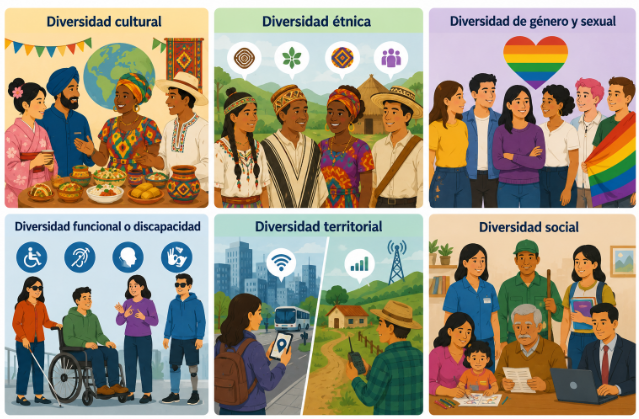 Diversidad cultural
Diversidad étnica
Diversidad de género y sexual
Diversidad funcional o discapacidad
Diversidad territorial
Diversidad social